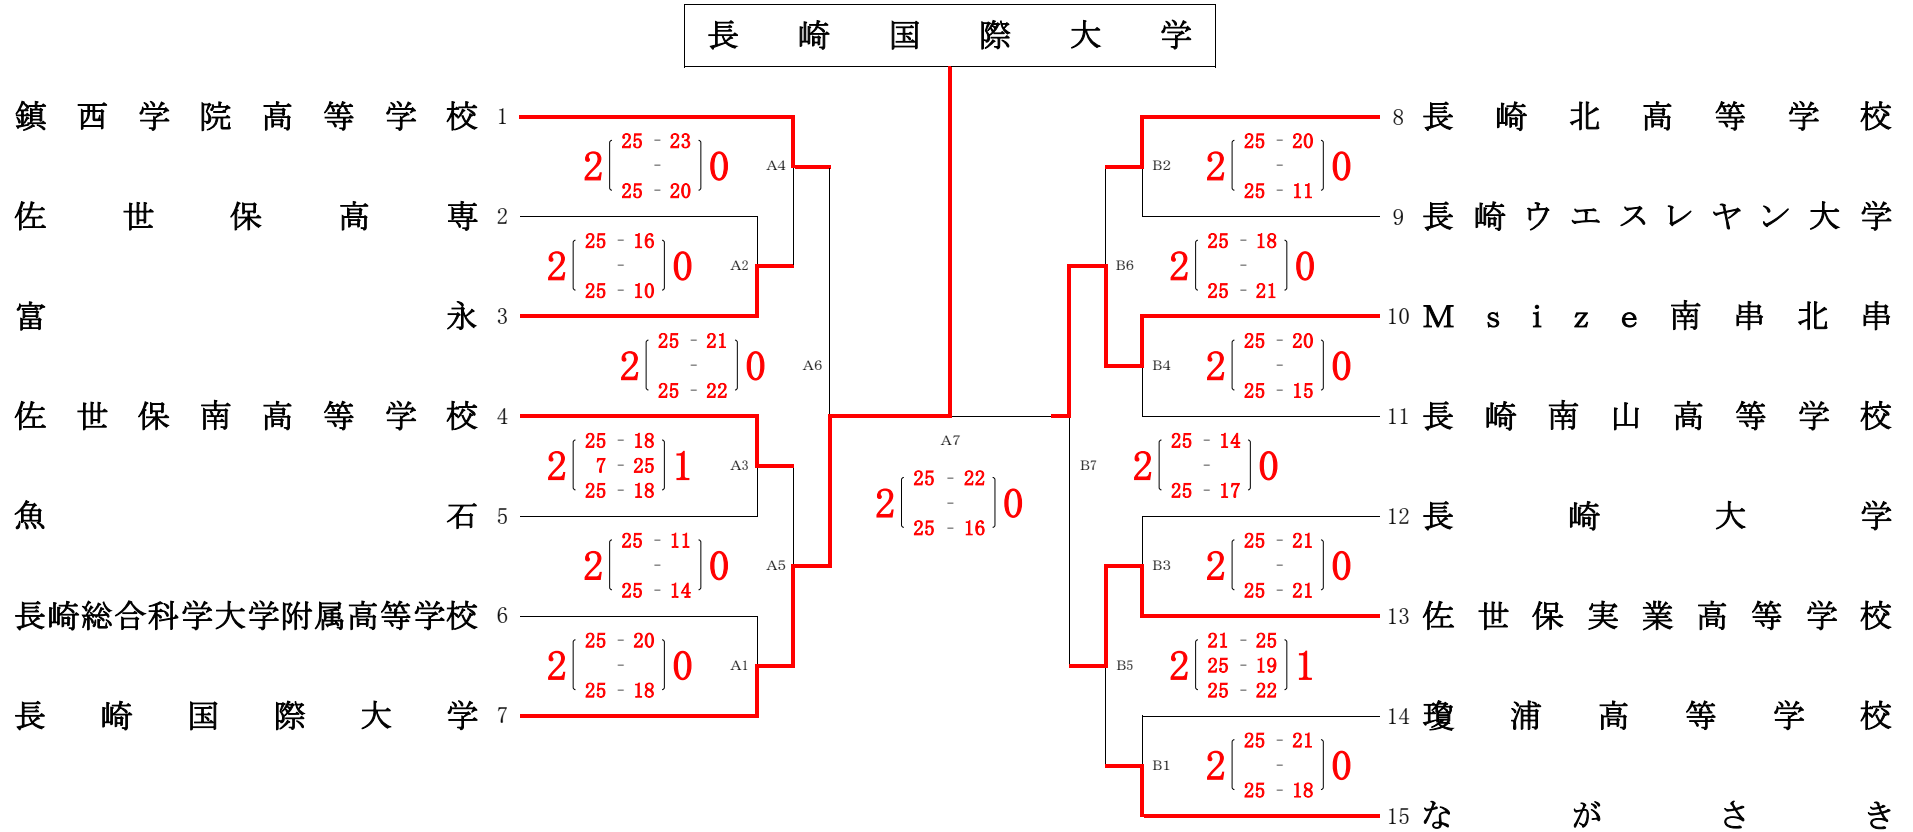 長崎国際大学
鎮西学院高等学校 1
8 長崎北高等学校
25 - 23
2 - 0
25 - 20
A4
B2
25 - 20
2 - 0
25 - 11
佐世保高専 2
9 長崎ウエスレヤン大学
25 - 16
2 - 0
25 - 10
A2
B6
25 - 18
2 - 0
25 - 21
富永 3
10 Msize南串北串
25 - 21
2 - 0
25 - 22
A6
B4
25 - 20
2 - 0
25 - 15
佐世保南高等学校 4
11 長崎南山高等学校
25 - 18
2 7 - 25 1
25 - 18
A3
A7
25 - 22
2 - 0
25 - 16
B7
25 - 14
2 - 0
25 - 17
魚石 5
12 長崎大学
25 - 11
2 - 0
25 - 14
A5
B3
25 - 21
2 - 0
25 - 21
長崎総合科学大学附属高等学校 6
13 佐世保実業高等学校
25 - 20
2 - 0
25 - 18
A1
B5
21 - 25
2 25 - 19 1
25 - 22
長崎国際大学 7
14 瓊浦高等学校
B1
25 - 21
2 - 0
25 - 18
15 ながさき